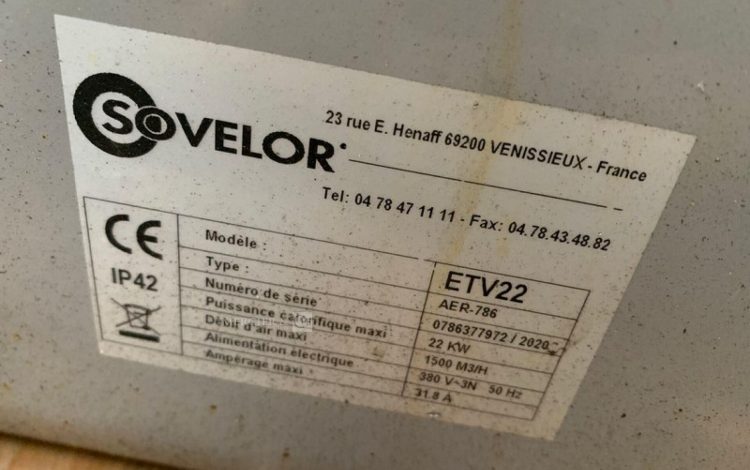 SOVELOR
23 rue E. Henaff 69200 VENISSIEUX - France
Tel: 04 78 47 11 11 - Fax: 04.78.43.48.82
CE
IP42
Modèle : ETV22
Type : AER-786
Numéro de série 0786377972 / 2020
Puissance calorifique maxi 22 KW
Débit d'air maxi 1500 M3/H
Alimentation électrique 380 V~3N 50 Hz
Ampérage maxi 31.8 A